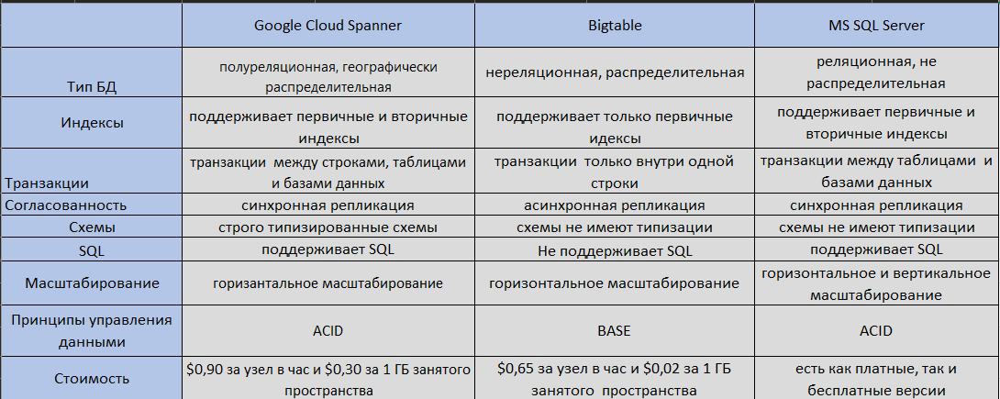 Google Cloud Spanner
Bigtable
MS SQL Server
Тип БД
полуреляционная, географически
распределительная
нереляционная, распределительная
реляционная, не
распределительная
Индексы
поддерживает первичные и вторичные
индексы
поддерживает только первичные
идексы
поддерживает первичные и
вторичные индексы
Транзакции
транзакции между строками, таблицами
и базами данных
транзакции только внутри одной
строки
транзакции между таблицами и
базами данных
Согласованность
синхронная репликация
асинхронная репликация
синхронная репликация
Схемы
строго типизированные схемы
схемы не имеют типизации
схемы не имеют типизации
SQL
поддерживает SQL
Не поддерживает SQL
поддерживает SQL
Масштабирование
горизантальное масштабирование
горизонтальное масштабирование
горизонтальное и вертикальное
масштабирование
Принципы управления
данными
ACID
BASE
ACID
Стоимость
$0,90 за узел в час и $0,30 за 1 ГБ занятого
пространства
$0,65 за узел в час и $0,02 за 1 ГБ
занятого пространства
есть как платные, так и
бесплатные версии